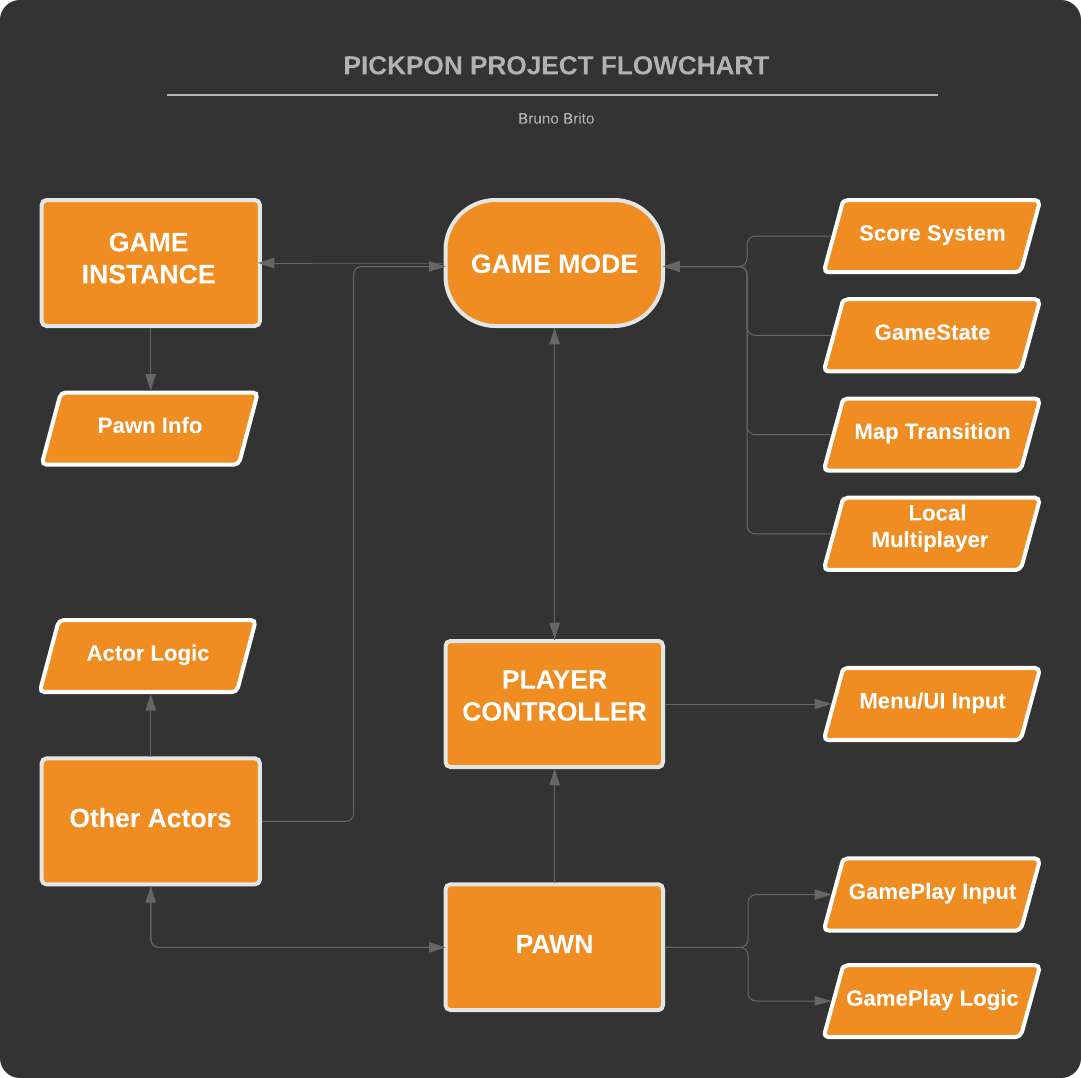 PICKPON PROJECT FLOWCHART
Bruno Brito
GAME
INSTANCE
GAME MODE
Score System
GameState
Pawn Info
Map Transition
Local
Multiplayer
Actor Logic
PLAYER
CONTROLLER
Menu/UI Input
Other Actors
PAWN
GamePlay Input
GamePlay Logic